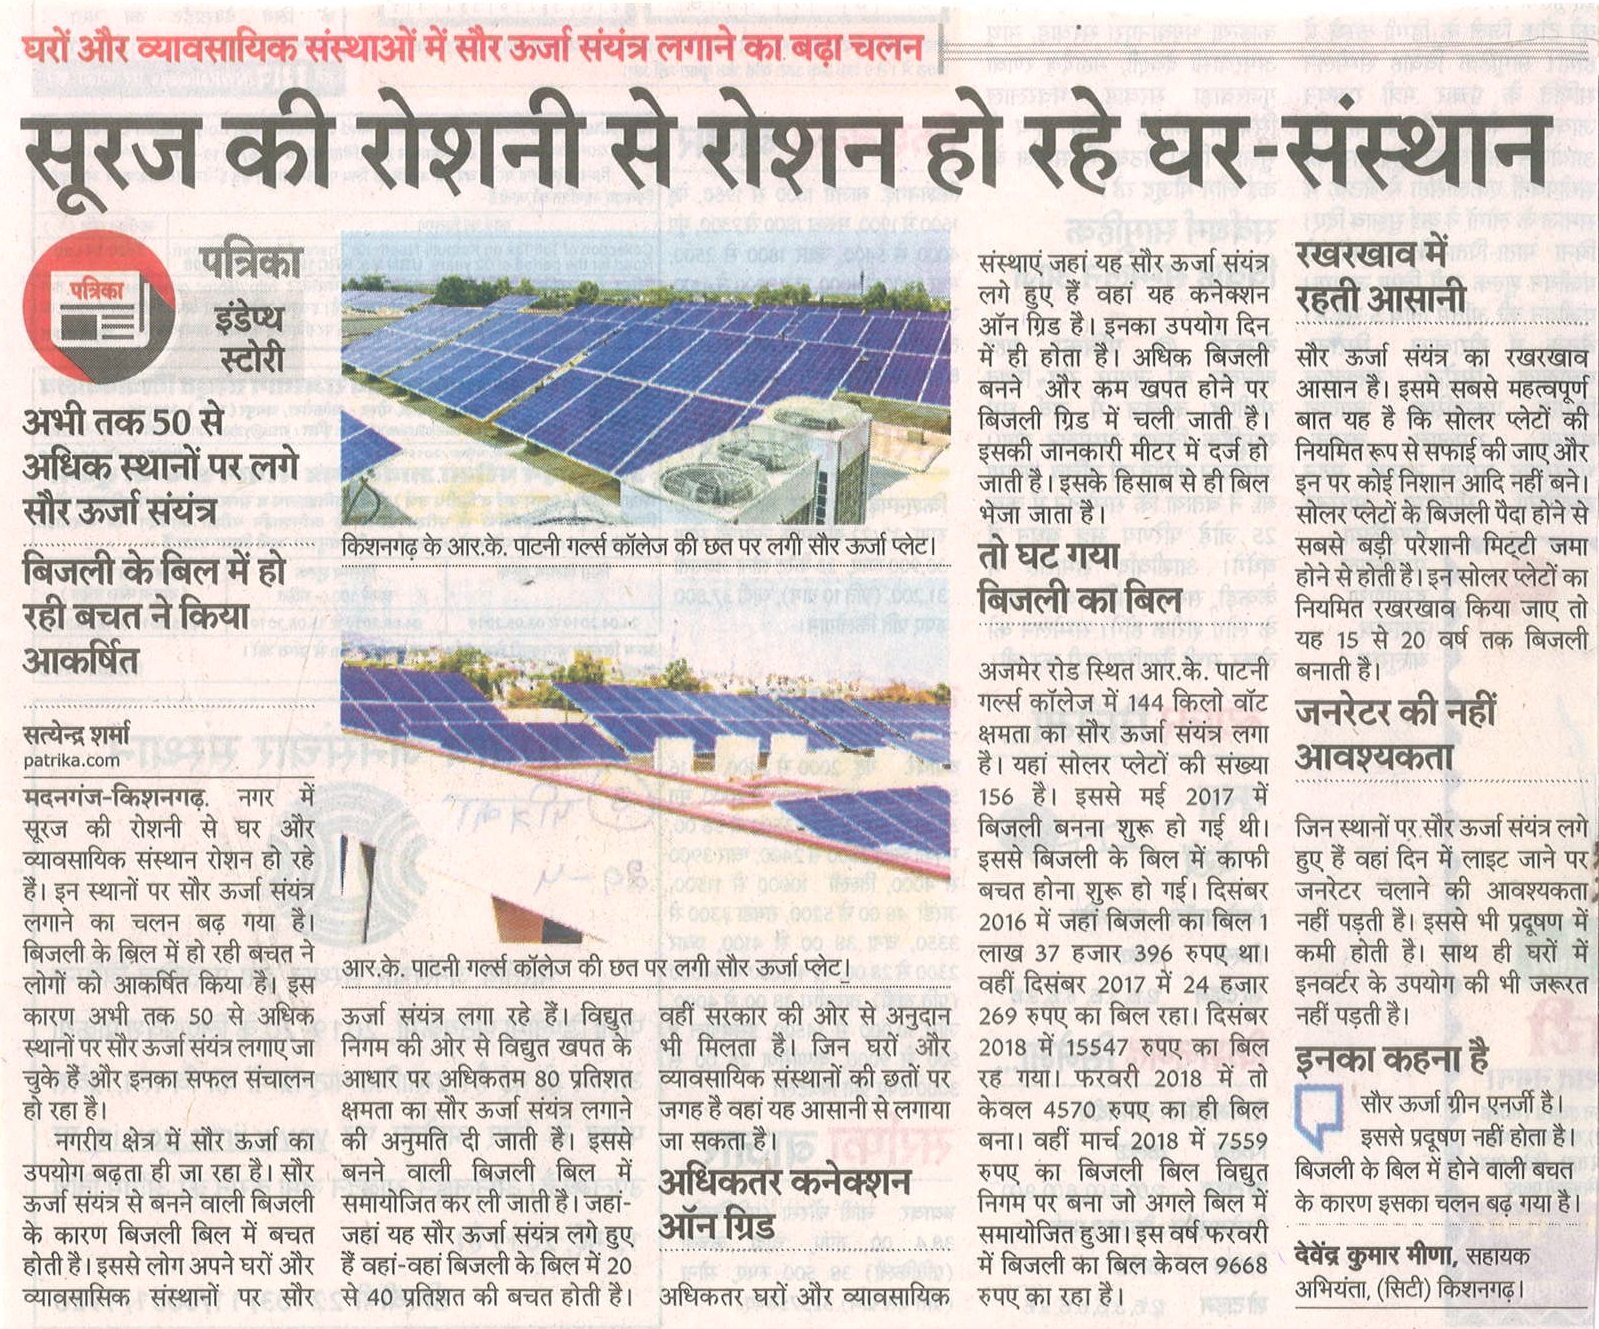 घरों और व्यावसायिक संस्थाओं में सौर ऊर्जा संयंत्र लगाने का बढ़ा चलन
सूरज की रोशनी से रोशन हो रहे घर-संस्थान
पत्रिका
पत्रिका
इंडेप्थ
स्टोरी
अभी तक 50 से
अधिक स्थानों पर लगे
सौर ऊर्जा संयंत्र
बिजली के बिल में हो
रही बचत ने किया
आकर्षित
सत्येन्द्र शर्मा
patrika.com
मदनगंज-किशनगढ़. नगर में
सूरज की रोशनी से घर और
व्यावसायिक संस्थान रोशन हो रहे
हैं। इन स्थानों पर सौर ऊर्जा संयंत्र
लगाने का चलन बढ़ गया है।
बिजली के बिल में हो रही बचत ने
लोगों को आकर्षित किया है। इस
कारण अभी तक 50 से अधिक
स्थानों पर सौर ऊर्जा संयंत्र लगाए जा
चुके हैं और इनका सफल संचालन
हो रहा है।
नगरीय क्षेत्र में सौर ऊर्जा का
उपयोग बढ़ता ही जा रहा है। सौर
ऊर्जा संयंत्र से बनने वाली बिजली
के कारण बिजली बिल में बचत
होती है। इससे लोग अपने घरों और
व्यावसासिक संस्थानों पर सौर
किशनगढ़ के आर.के. पाटनी गर्ल्स कॉलेज की छत पर लगी सौर ऊर्जा प्लेट।
आर.के. पाटनी गर्ल्स कॉलेज की छत पर लगी सौर ऊर्जा प्लेट।
ऊर्जा संयंत्र लगा रहे हैं। विद्युत
निगम की ओर से विद्युत खपत के
आधार पर अधिकतम 80 प्रतिशत
क्षमता का सौर ऊर्जा संयंत्र लगाने
की अनुमति दी जाती है। इससे
बनने वाली बिजली बिल में
समायोजित कर ली जाती है। जहां-
जहां यह सौर ऊर्जा संयंत्र लगे हुए
हैं वहां-वहां बिजली के बिल में 20
से 40 प्रतिशत की बचत होती है।
वहीं सरकार की ओर से अनुदान
भी मिलता है। जिन घरों और
व्यावसायिक संस्थानों की छतों पर
जगह है वहां यह आसानी से लगाया
जा सकता है।
अधिकतर कनेक्शन
ऑन ग्रिड
अधिकतर घरों और व्यावसायिक
संस्थाएं जहां यह सौर ऊर्जा संयंत्र
लगे हुए हैं वहां यह कनेक्शन
ऑन ग्रिड है। इनका उपयोग दिन
में ही होता है। अधिक बिजली
बनने और कम खपत होने पर
बिजली ग्रिड में चली जाती है।
इसकी जानकारी मीटर में दर्ज हो
जाती है। इसके हिसाब से ही बिल
भेजा जाता है।
तो घट गया
बिजली का बिल
अजमेर रोड स्थित आर.के. पाटनी
गर्ल्स कॉलेज में 144 किलो वॉट
क्षमता का सौर ऊर्जा संयंत्र लगा
है। यहां सोलर प्लेटों की संख्या
156 है। इससे मई 2017 में
बिजली बनना शुरू हो गई थी।
इससे बिजली के बिल में काफी
बचत होना शुरू हो गई। दिसंबर
2016 में जहां बिजली का बिल 1
लाख 37 हजार 396 रुपए था
वहीं दिसंबर 2017 में 24 हजार
269 रुपए का बिल रहा। दिसंबर
2018 में 15547 रुपए का बिल
रह गया। फरवरी 2018 में तो
केवल 4570 रुपए का ही बिल
बना। वहीं मार्च 2018 में 7559
रुपए का बिजली बिल विद्युत
निगम पर बना जो अगले बिल में
समायोजित हुआ। इस वर्ष फरवरी
में बिजली का बिल केवल 9668
रुपए का रहा है।
रखरखाव में
रहती आसानी
सौर ऊर्जा संयंत्र का रखरखाव
आसान है। इसमे सबसे महत्वपूर्ण
बात यह है कि सोलर प्लेटों की
नियमित रूप से सफाई की जाए और
इन पर कोई निशान आदि नहीं बने।
सोलर प्लेटों के बिजली पैदा होने से
सबसे बड़ी परेशानी मिट्टी जमा
होने से होती है। इन सोलर प्लेटों का
नियमित रखरखाव किया जाए तो
यह 15 से 20 वर्ष तक बिजली
बनाती है।
जनरेटर की नहीं
आवश्यकता
जिन स्थानों पर सौर ऊर्जा संयंत्र लगे
हुए हैं वहां दिन में लाइट जाने पर
जनरेटर चलाने की आवश्यकता
नहीं पड़ती है। इससे भी प्रदूषण में
कमी होती है। साथ ही घरों में
इनवर्टर के उपयोग की भी जरूरत
नहीं पड़ती है।
इनका कहना है
सौर ऊर्जा ग्रीन एनर्जी है।
इससे प्रदूषण नहीं होता है।
बिजली के बिल में होने वाली बचत
के कारण इसका चलन बढ़ गया है।
देवेंद्र कुमार मीणा, सहायक
अभियंता, (सिटी) किशनगढ़।